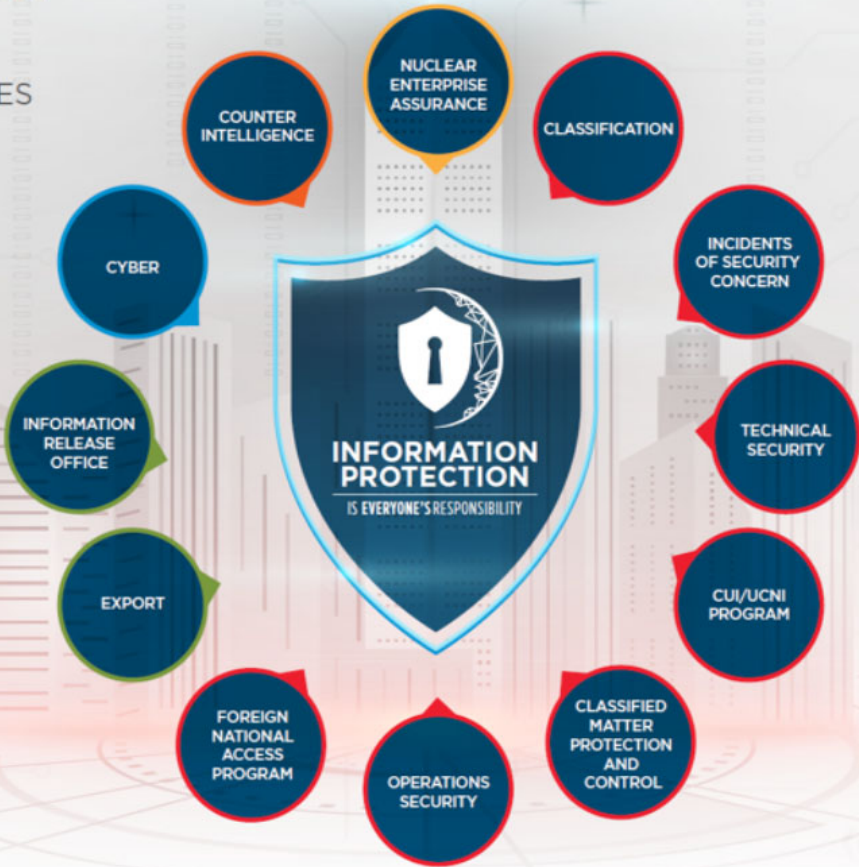 ES
NUCLEAR
ENTERPRISE
ASSURANCE
COUNTER
INTELLIGENCE
CLASSIFICATION
CYBER
INCIDENTS
OF SECURITY
CONCERN
INFORMATION
RELEASE
OFFICE
TECHNICAL
SECURITY
INFORMATION
PROTECTION
IS EVERYONE'S RESPONSIBILITY
EXPORT
CUI/UCNI
PROGRAM
FOREIGN
NATIONAL
ACCESS
PROGRAM
OPERATIONS
SECURITY
CLASSIFIED
MATTER
PROTECTION
AND
CONTROL